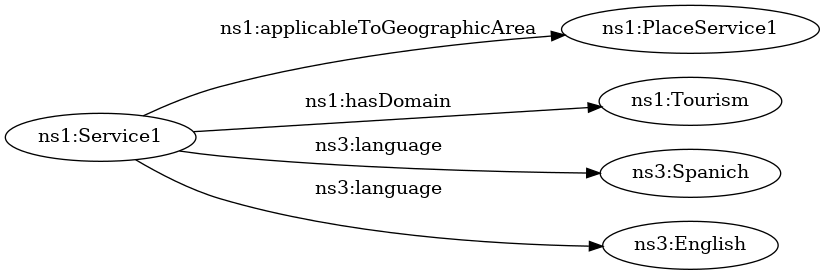 ns1:applicableToGeographicArea
ns1:PlaceService1
ns1:hasDomain
ns1:Tourism
ns1:Service1
ns3:language
ns3:Spanich
ns3:language
ns3:English